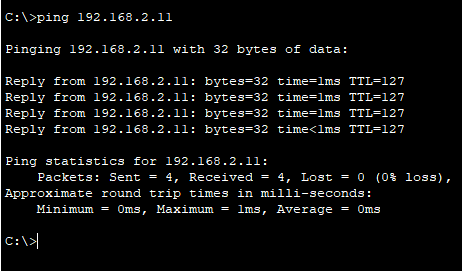 C:\>ping 192.168.2.11
Pinging 192.168.2.11 with 32 bytes of data:
Reply from 192.168.2.11: bytes=32 time=1ms TTL=127
Reply from 192.168.2.11: bytes=32 time=1ms TTL=127
Reply from 192.168.2.11: bytes=32 time=1ms TTL=127
Reply from 192.168.2.11: bytes=32 time<1ms TTL=127
Ping statistics for 192.168.2.11:
    Packets: Sent = 4, Received = 4, Lost = 0 (0% loss),
Approximate round trip times in milli-seconds:
    Minimum = 0ms, Maximum = 1ms, Average = 0ms
C:\>